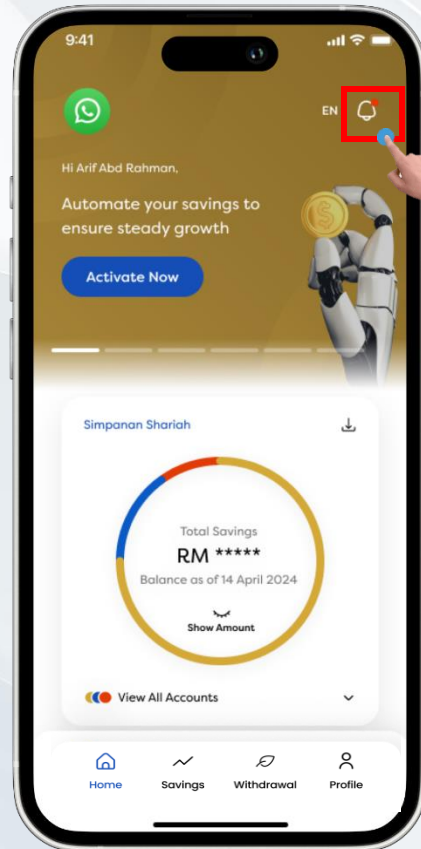 9:41
EN
Hi Arif Abd Rahman,
Automate your savings to
ensure steady growth
Activate Now
Simpanan Shariah
Total Savings
RM *****
Balance as of 14 April 2024
Show Amount
View All Accounts
Home Savings Withdrawal Profile